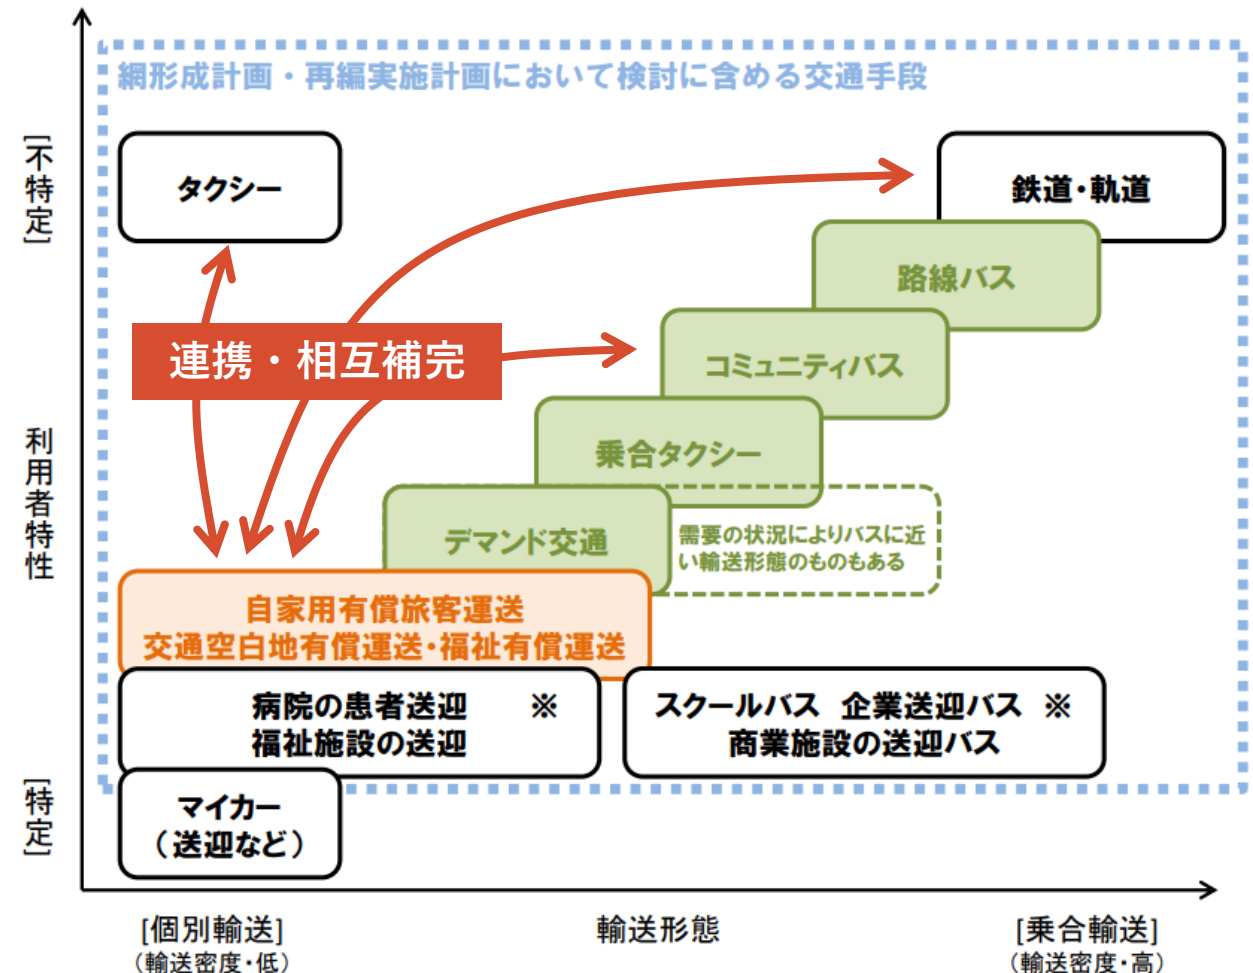 網形成計画・再編実施計画において検討に含める交通手段
[不特定]
タクシー
鉄道・軌道
路線バス
連携・相互補完
コミュニティバス
利用者特性
乗合タクシー
デマンド交通
需要の状況によりバスに近
い輸送形態のものもある
自家用有償旅客運送
交通空白地有償運送・福祉有償運送
病院の患者送迎 ※
福祉施設の送迎
スクールバス 企業送迎バス ※
商業施設の送迎バス
[特定]
マイカー
（送迎など）
[個別輸送]
（輸送密度・低）
輸送形態
[乗合輸送]
（輸送密度・高）